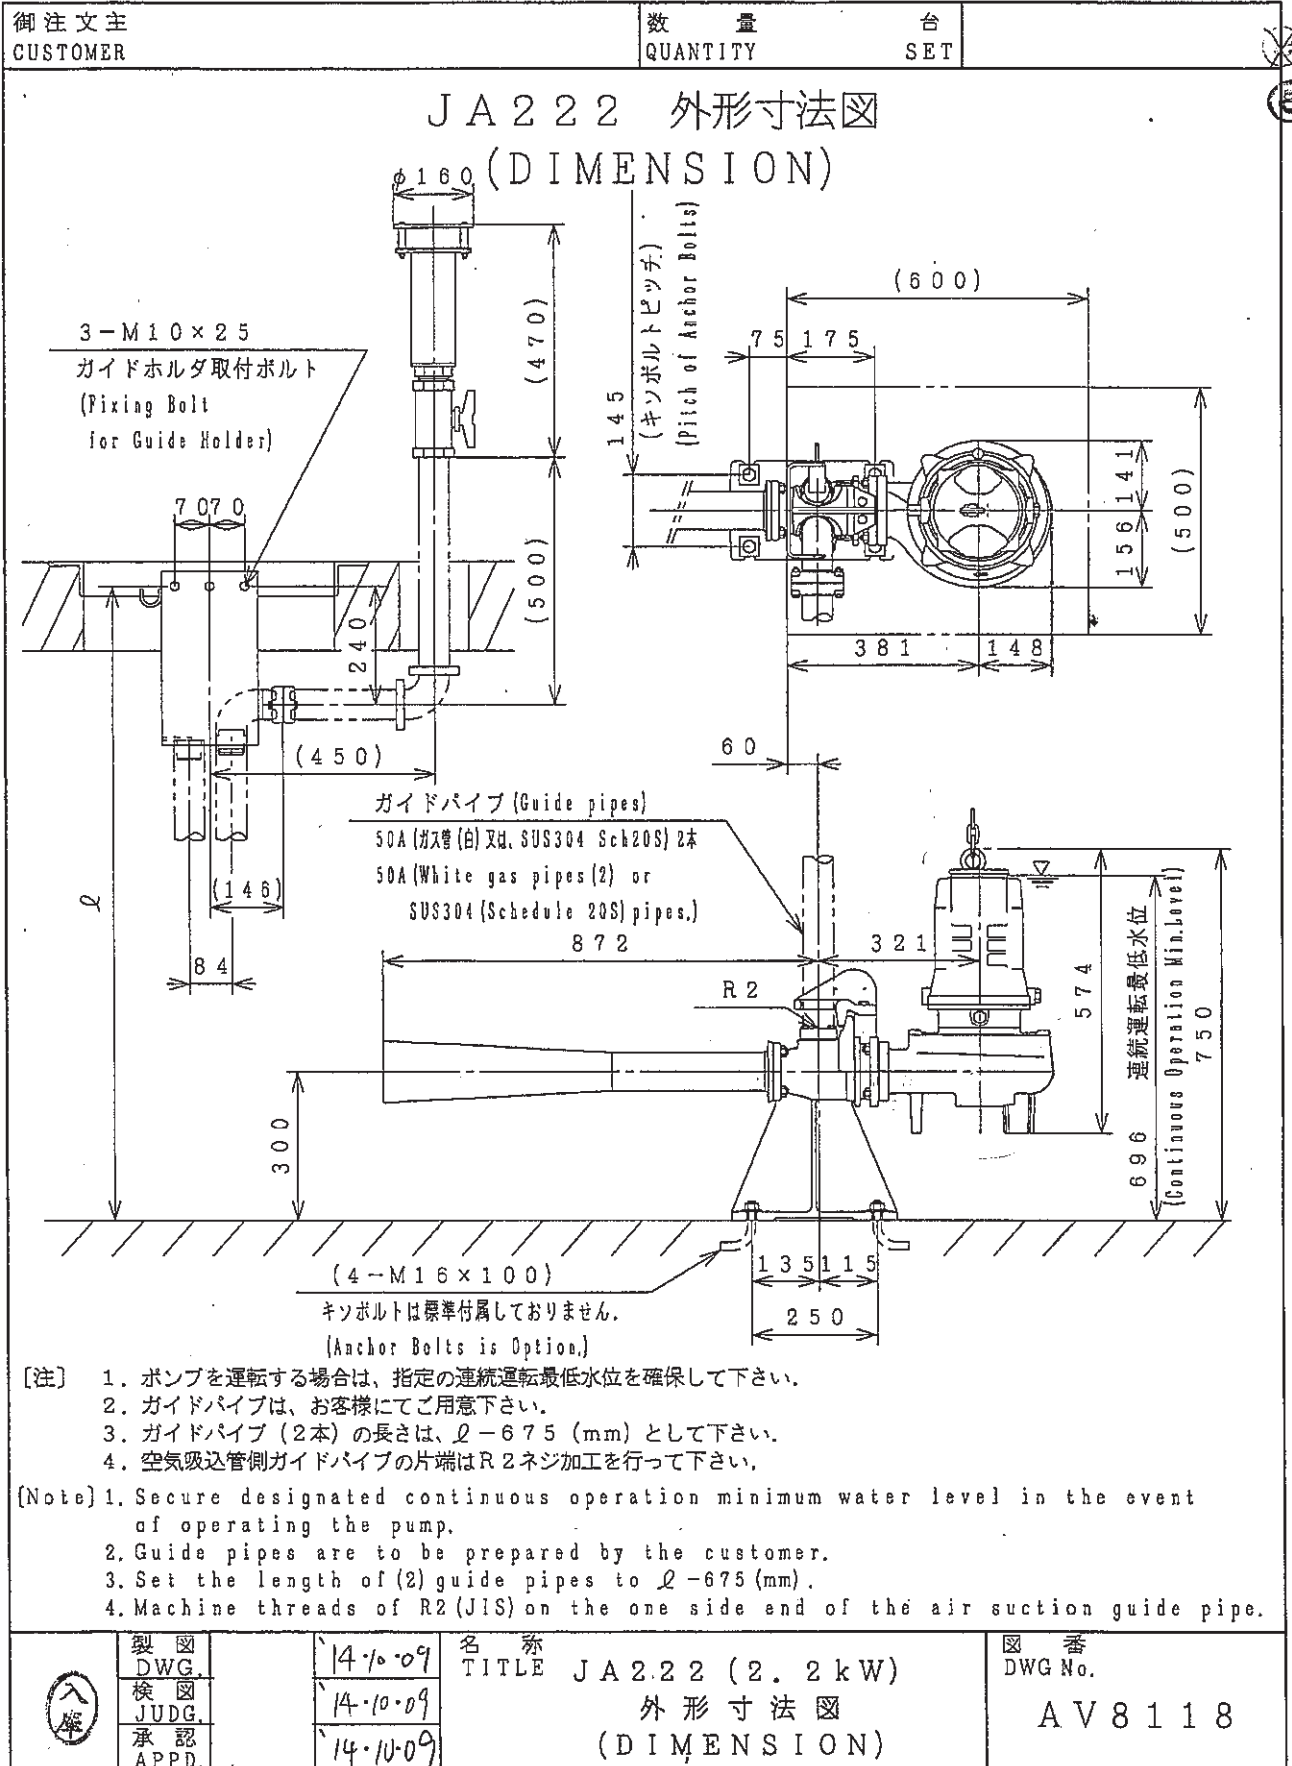 御注文主
CUSTOMER
数量 台
QUANTITY SET
JA222 外形寸法図
(DIMENSION)
φ160
(470)
(500)
3-M10×25
ガイドホルダ取付ボルト
(Fixing Bolt
for Guide Holder)
70 70
240
(450)
(146)
84
ℓ
145
(キソボルトピッチ)
(Pitch of Anchor Bolts)
(600)
75 175
141
156
(500)
381 148
60
ガイドパイプ(Guide pipes)
50A(ガス管(白)又は、SUS304 Sch20S)2本
50A(White gas pipes(2) or
SUS304(Schedule 20S)pipes.)
872 321
R2
300
574
696 連続運転最低水位
(Continuous Operation Min.Level)
750
135 115
250
(4-M16×100)
キソボルトは標準付属しておりません.
(Anchor Bolts is Option.)
[注] 1. ポンプを運転する場合は、指定の連続運転最低水位を確保して下さい.
2. ガイドパイプは、お客様にてご用意下さい.
3. ガイドパイプ(2本)の長さは、ℓ-675(mm)として下さい.
4. 空気吸込管側ガイドパイプの片端はR2ネジ加工を行って下さい.
[Note] 1. Secure designated continuous operation minimum water level in the event
of operating the pump.
2. Guide pipes are to be prepared by the customer.
3. Set the length of (2) guide pipes to ℓ-675(mm).
4. Machine threads of R2(JIS) on the one side end of the air suction guide pipe.
入庫
製図
DWG.
'14・10・09
検図
JUDG.
'14・10・09
承認
APPD.
'14・10・09
名称
TITLE
JA222(2.2kW)
外形寸法図
(DIMENSION)
図番
DWG No.
AV8118